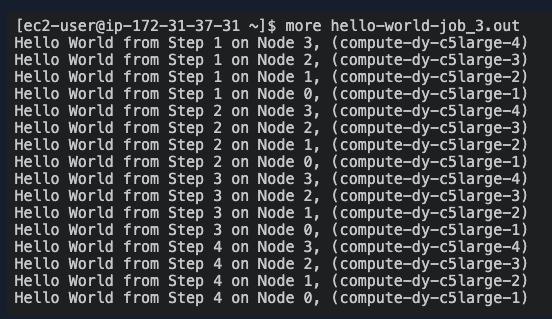 [ec2-user@ip-172-31-37-31 ~]$ more hello-world-job_3.out
Hello World from Step 1 on Node 3, (compute-dy-c5large-4)
Hello World from Step 1 on Node 2, (compute-dy-c5large-3)
Hello World from Step 1 on Node 1, (compute-dy-c5large-2)
Hello World from Step 1 on Node 0, (compute-dy-c5large-1)
Hello World from Step 2 on Node 3, (compute-dy-c5large-4)
Hello World from Step 2 on Node 2, (compute-dy-c5large-3)
Hello World from Step 2 on Node 1, (compute-dy-c5large-2)
Hello World from Step 2 on Node 0, (compute-dy-c5large-1)
Hello World from Step 3 on Node 3, (compute-dy-c5large-4)
Hello World from Step 3 on Node 2, (compute-dy-c5large-3)
Hello World from Step 3 on Node 1, (compute-dy-c5large-2)
Hello World from Step 3 on Node 0, (compute-dy-c5large-1)
Hello World from Step 4 on Node 3, (compute-dy-c5large-4)
Hello World from Step 4 on Node 2, (compute-dy-c5large-3)
Hello World from Step 4 on Node 1, (compute-dy-c5large-2)
Hello World from Step 4 on Node 0, (compute-dy-c5large-1)